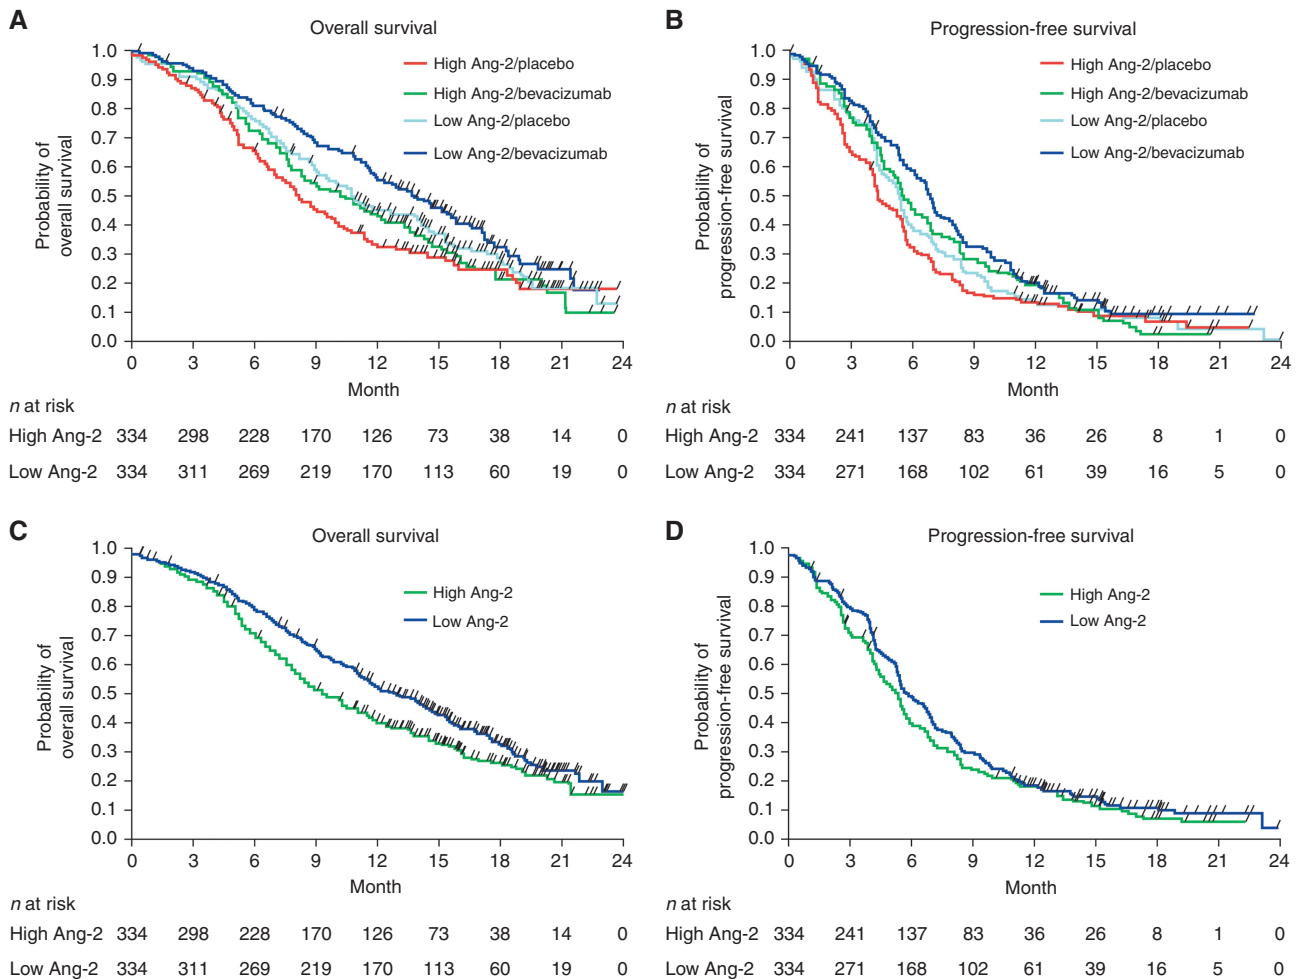 A
Overall survival
1.0
0.9
0.8
0.7
0.6
0.5
0.4
0.3
0.2
0.1
0.0
Probability of
overall survival
High Ang-2/placebo
High Ang-2/bevacizumab
Low Ang-2/placebo
Low Ang-2/bevacizumab
0 3 6 9 12 15 18 21 24
Month
n at risk
High Ang-2 334 298 228 170 126 73 38 14 0
Low Ang-2 334 311 269 219 170 113 60 19 0
B
Progression-free survival
1.0
0.9
0.8
0.7
0.6
0.5
0.4
0.3
0.2
0.1
0.0
Probability of
progression-free survival
High Ang-2/placebo
High Ang-2/bevacizumab
Low Ang-2/placebo
Low Ang-2/bevacizumab
0 3 6 9 12 15 18 21 24
Month
n at risk
High Ang-2 334 241 137 83 36 26 8 1 0
Low Ang-2 334 271 168 102 61 39 16 5 0
C
Overall survival
1.0
0.9
0.8
0.7
0.6
0.5
0.4
0.3
0.2
0.1
0.0
Probability of
overall survival
High Ang-2
Low Ang-2
0 3 6 9 12 15 18 21 24
Month
n at risk
High Ang-2 334 298 228 170 126 73 38 14 0
Low Ang-2 334 311 269 219 170 113 60 19 0
D
Progression-free survival
1.0
0.9
0.8
0.7
0.6
0.5
0.4
0.3
0.2
0.1
0.0
Probability of
progression-free survival
High Ang-2
Low Ang-2
0 3 6 9 12 15 18 21 24
Month
n at risk
High Ang-2 334 241 137 83 36 26 8 1 0
Low Ang-2 334 271 168 102 61 39 16 5 0